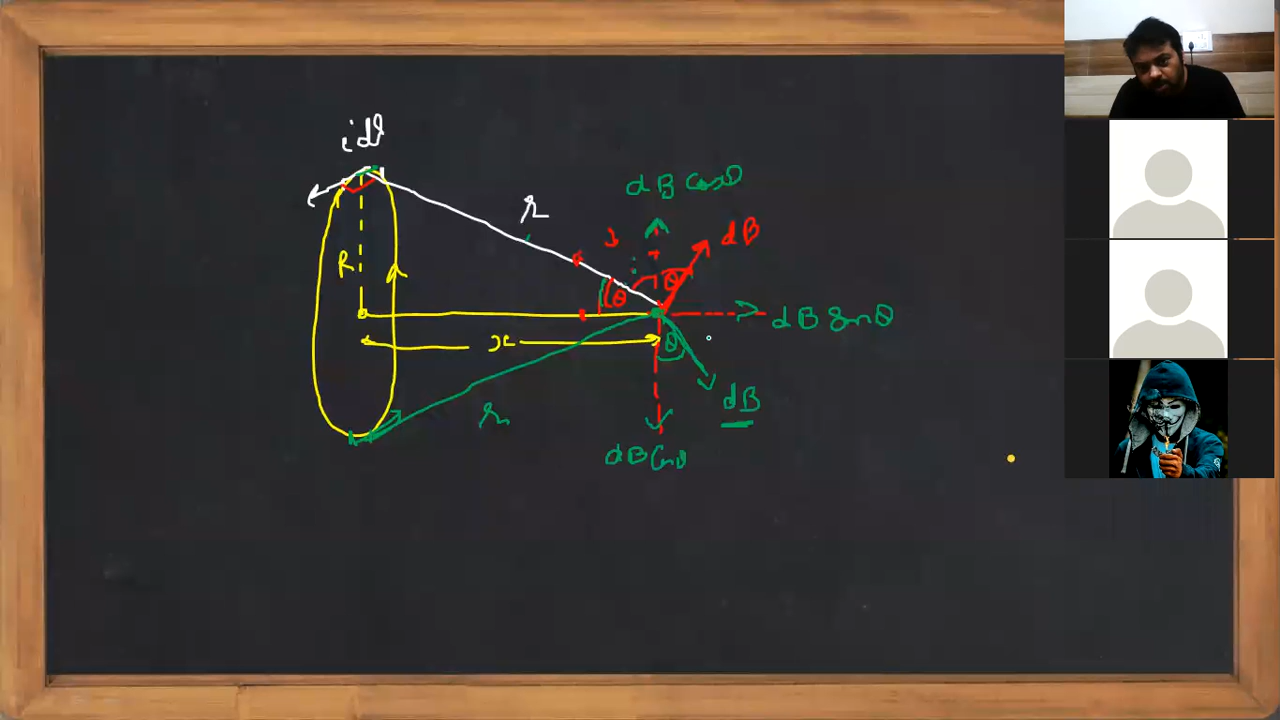 idl
r
dB Cosθ
dB
R
θ
θ
dB Sinθ
x
θ
dB
r
dB Cosθ